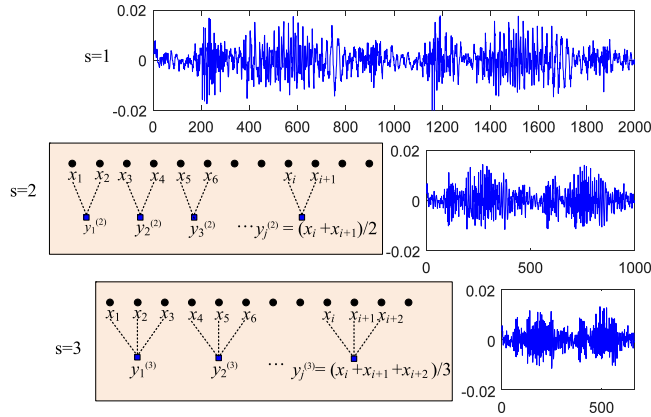 0.02
s=1
0
-0.02
0 200 400 600 800 1000 1200 1400 1600 1800 2000
s=2
x₁ x₂ x₃ x₄ x₅ x₆ xᵢ xᵢ₊₁
y₁⁽²⁾ y₂⁽²⁾ y₃⁽²⁾ ⋯ yⱼ⁽²⁾ = (xᵢ +xᵢ₊₁)/2
0.02
0
-0.02
0 500 1000
s=3
x₁ x₂ x₃ x₄ x₅ x₆ xᵢ xᵢ₊₁ xᵢ₊₂
y₁⁽³⁾ y₂⁽³⁾ ⋯ yⱼ⁽³⁾= (xᵢ +xᵢ₊₁ +xᵢ₊₂ )/3
0.02
0
-0.02
0 500